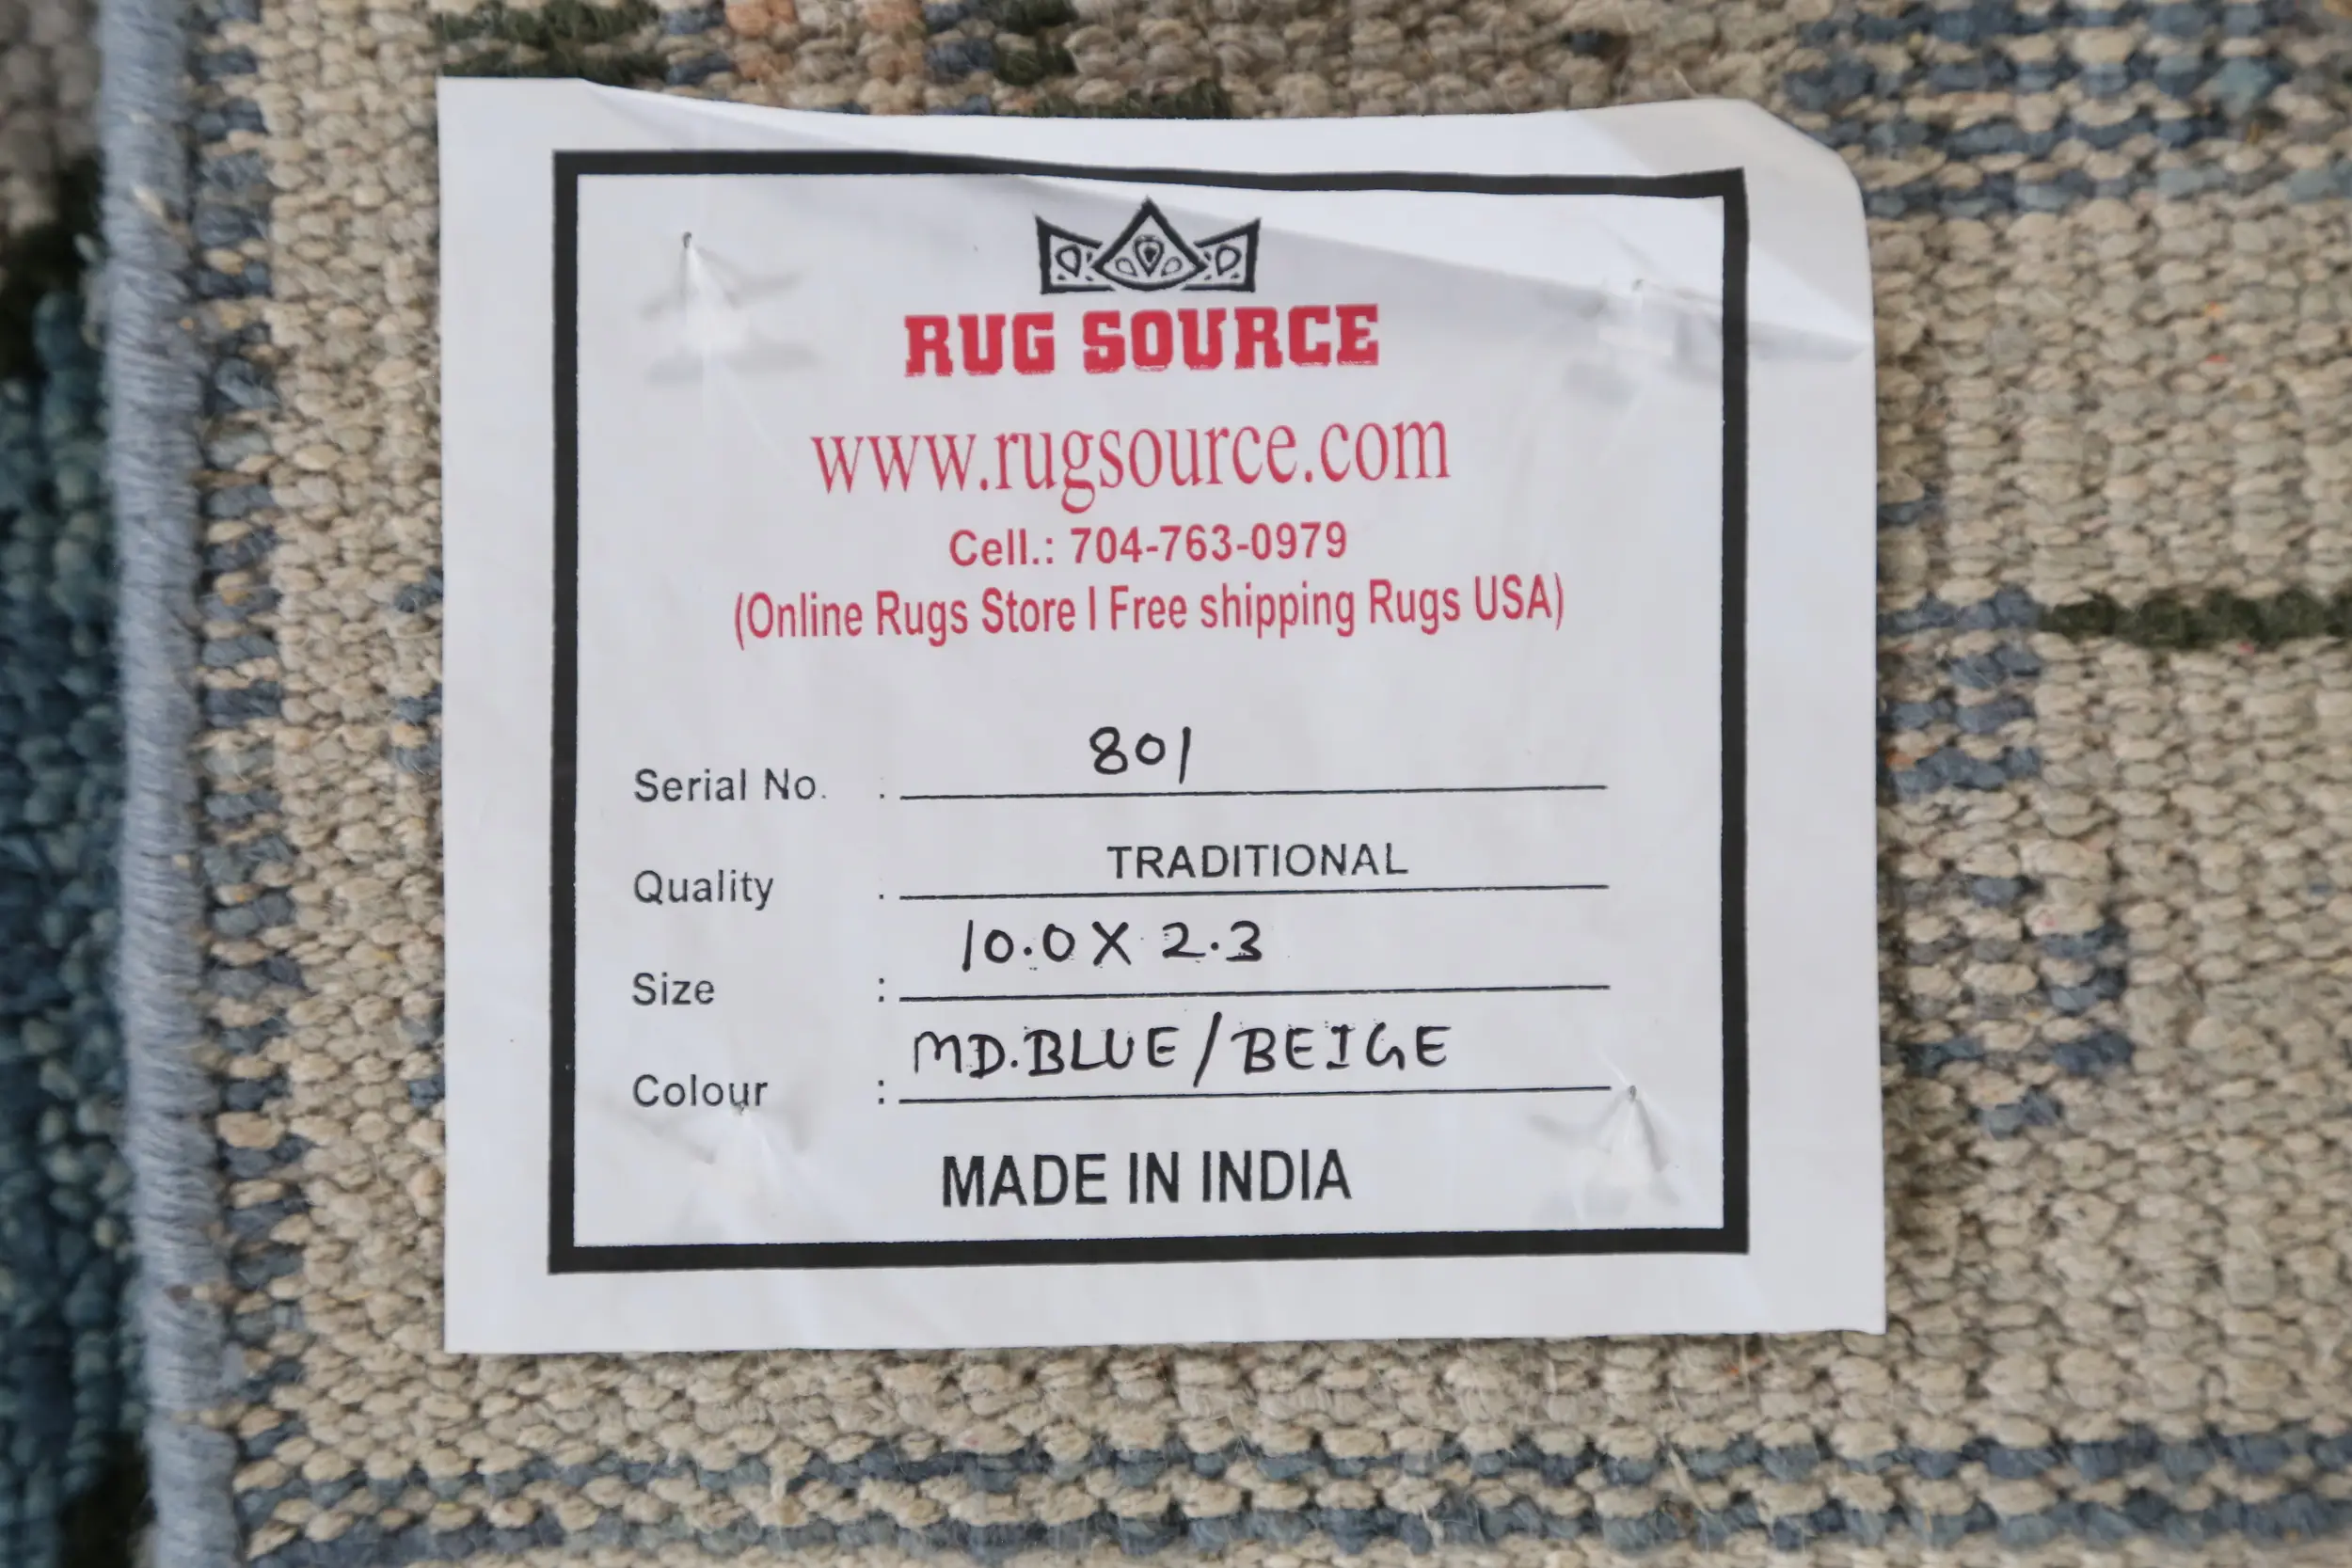 RUG SOURCE
www.rugsource.com
Cell.: 704-763-0979
(Online Rugs Store I Free shipping Rugs USA)
Serial No. : 801
Quality : TRADITIONAL
Size : 10.0 X 2.3
Colour : MD.BLUE/BEIGE
MADE IN INDIA